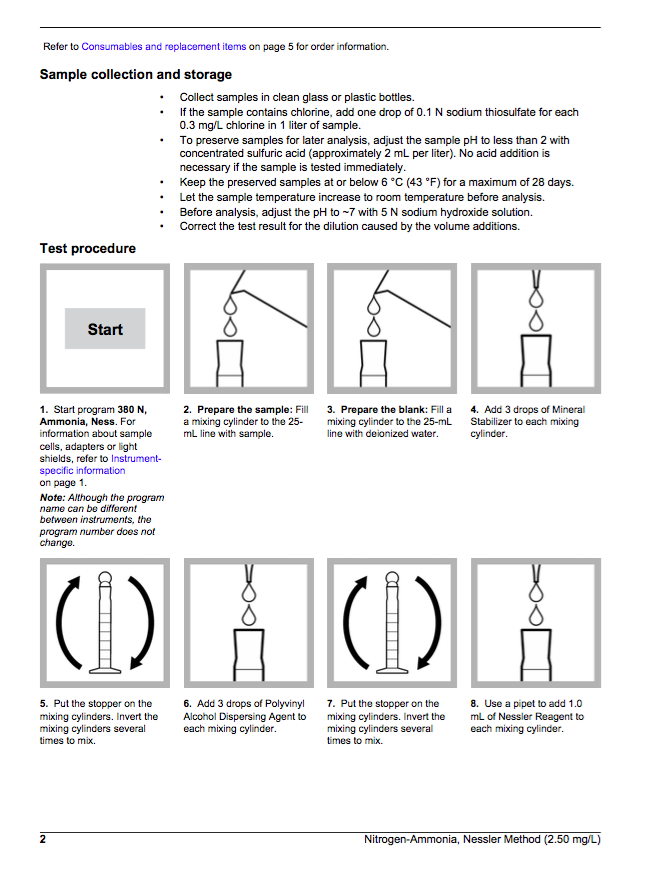 Refer to Consumables and replacement items on page 5 for order information.
Sample collection and storage
• Collect samples in clean glass or plastic bottles.
• If the sample contains chlorine, add one drop of 0.1 N sodium thiosulfate for each
0.3 mg/L chlorine in 1 liter of sample.
• To preserve samples for later analysis, adjust the sample pH to less than 2 with
concentrated sulfuric acid (approximately 2 mL per liter). No acid addition is
necessary if the sample is tested immediately.
• Keep the preserved samples at or below 6 °C (43 °F) for a maximum of 28 days.
• Let the sample temperature increase to room temperature before analysis.
• Before analysis, adjust the pH to ~7 with 5 N sodium hydroxide solution.
• Correct the test result for the dilution caused by the volume additions.
Test procedure
Start
1. Start program 380 N,
Ammonia, Ness. For
information about sample
cells, adapters or light
shields, refer to Instrument-
specific information
on page 1.
Note: Although the program
name can be different
between instruments, the
program number does not
change.
2. Prepare the sample: Fill
a mixing cylinder to the 25-
mL line with sample.
3. Prepare the blank: Fill a
mixing cylinder to the 25-mL
line with deionized water.
4. Add 3 drops of Mineral
Stabilizer to each mixing
cylinder.
5. Put the stopper on the
mixing cylinders. Invert the
mixing cylinders several
times to mix.
6. Add 3 drops of Polyvinyl
Alcohol Dispersing Agent to
each mixing cylinder.
7. Put the stopper on the
mixing cylinders. Invert the
mixing cylinders several
times to mix.
8. Use a pipet to add 1.0
mL of Nessler Reagent to
each mixing cylinder.
2 Nitrogen-Ammonia, Nessler Method (2.50 mg/L)